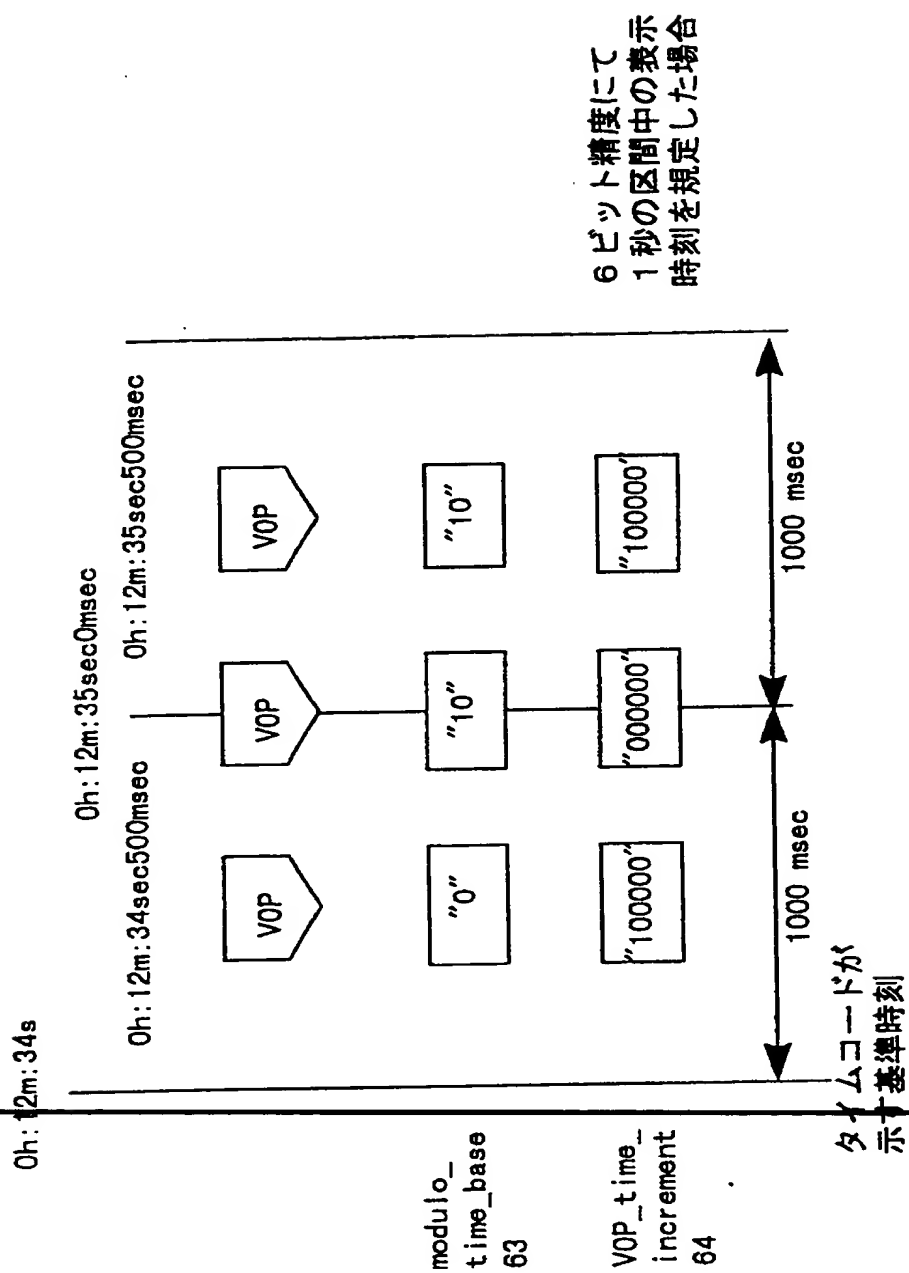 0h:12m:34s
0h:12m:35sec0msec
0h:12m:34sec500msec
0h:12m:35sec500msec
VOP
VOP
VOP
modulo_
time_base
63
"0"
"10"
"10"
VOP_time_
increment
64
"100000"
"000000"
"100000"
1000 msec
1000 msec
タイムコードが
示す基準時刻
6ビット精度にて
1秒の区間中の表示
時刻を規定した場合